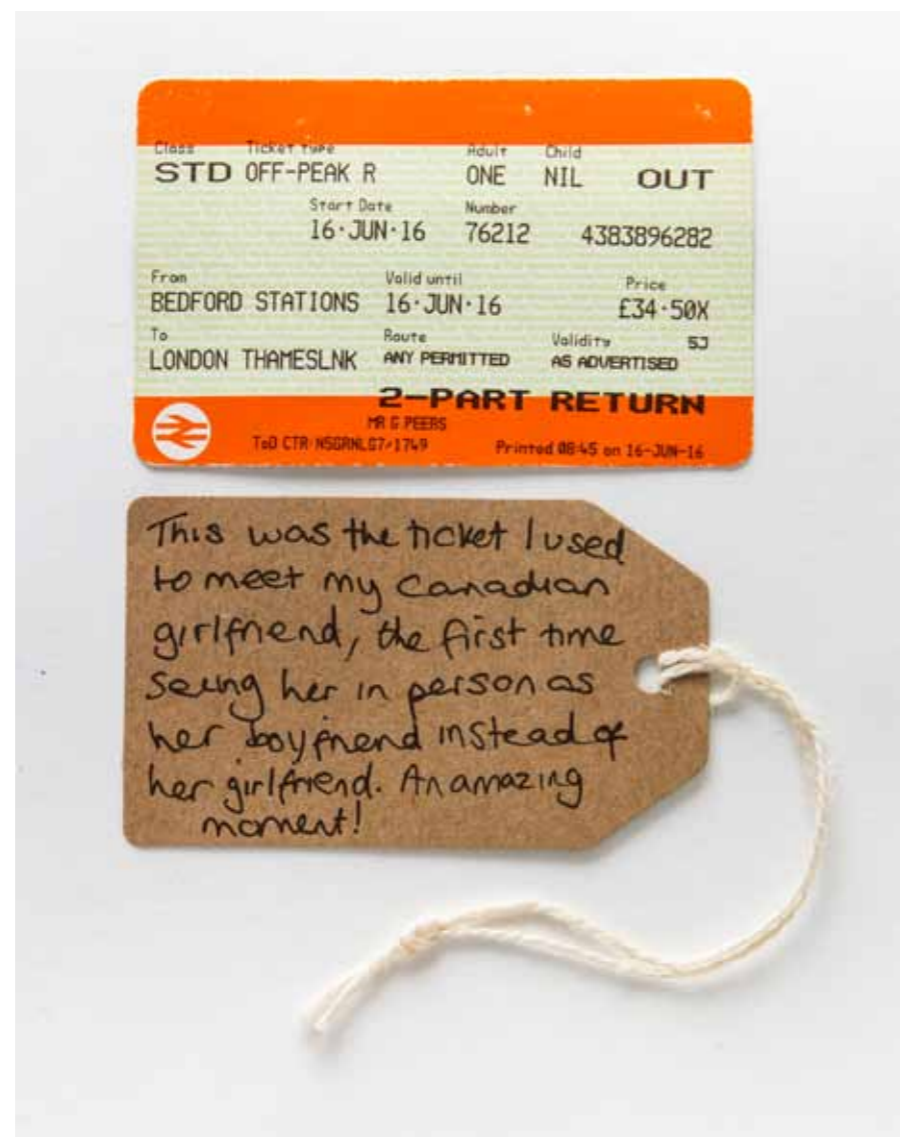 Class Ticket type Adult Child
STD OFF-PEAK R ONE NIL OUT
Start Date Number
16·JUN·16 76212 4383896282
From Valid until Price
BEDFORD STATIONS 16·JUN·16 £34·50X
To Route Validity SJ
LONDON THAMESLNK ANY PERMITTED AS ADVERTISED
2-PART RETURN
MR G PEERS
ToD CTR Printed 08:45 on 16-JUN-16
This was the ticket I used
to meet my Canadian
girlfriend, the first time
seeing her in person as
her boyfriend instead of
her girlfriend. An amazing
moment!